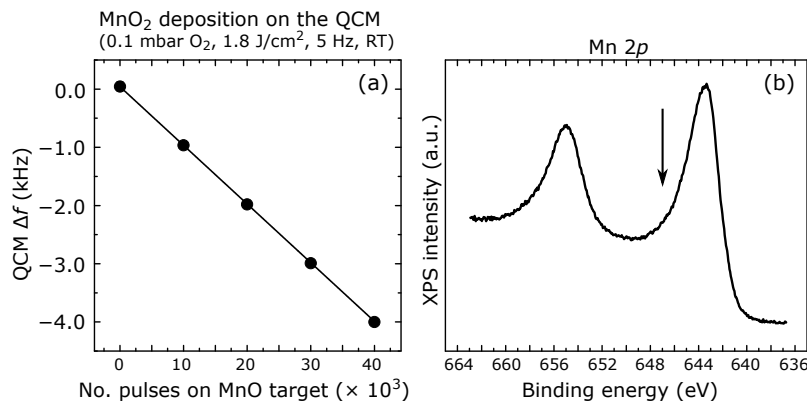 MnO₂ deposition on the QCM
(0.1 mbar O₂, 1.8 J/cm², 5 Hz, RT)
(a)
QCM Δf (kHz)
0.0
−1.0
−2.0
−3.0
−4.0
0 10 20 30 40
No. pulses on MnO target (× 10³)
Mn 2p
(b)
XPS intensity (a.u.)
664 660 656 652 648 644 640 636
Binding energy (eV)